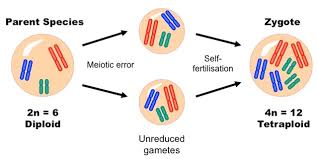 Parent Species
Zygote
Meiotic error
Self-
fertilisation
2n = 6
Diploid
Unreduced
gametes
4n = 12
Tetraploid